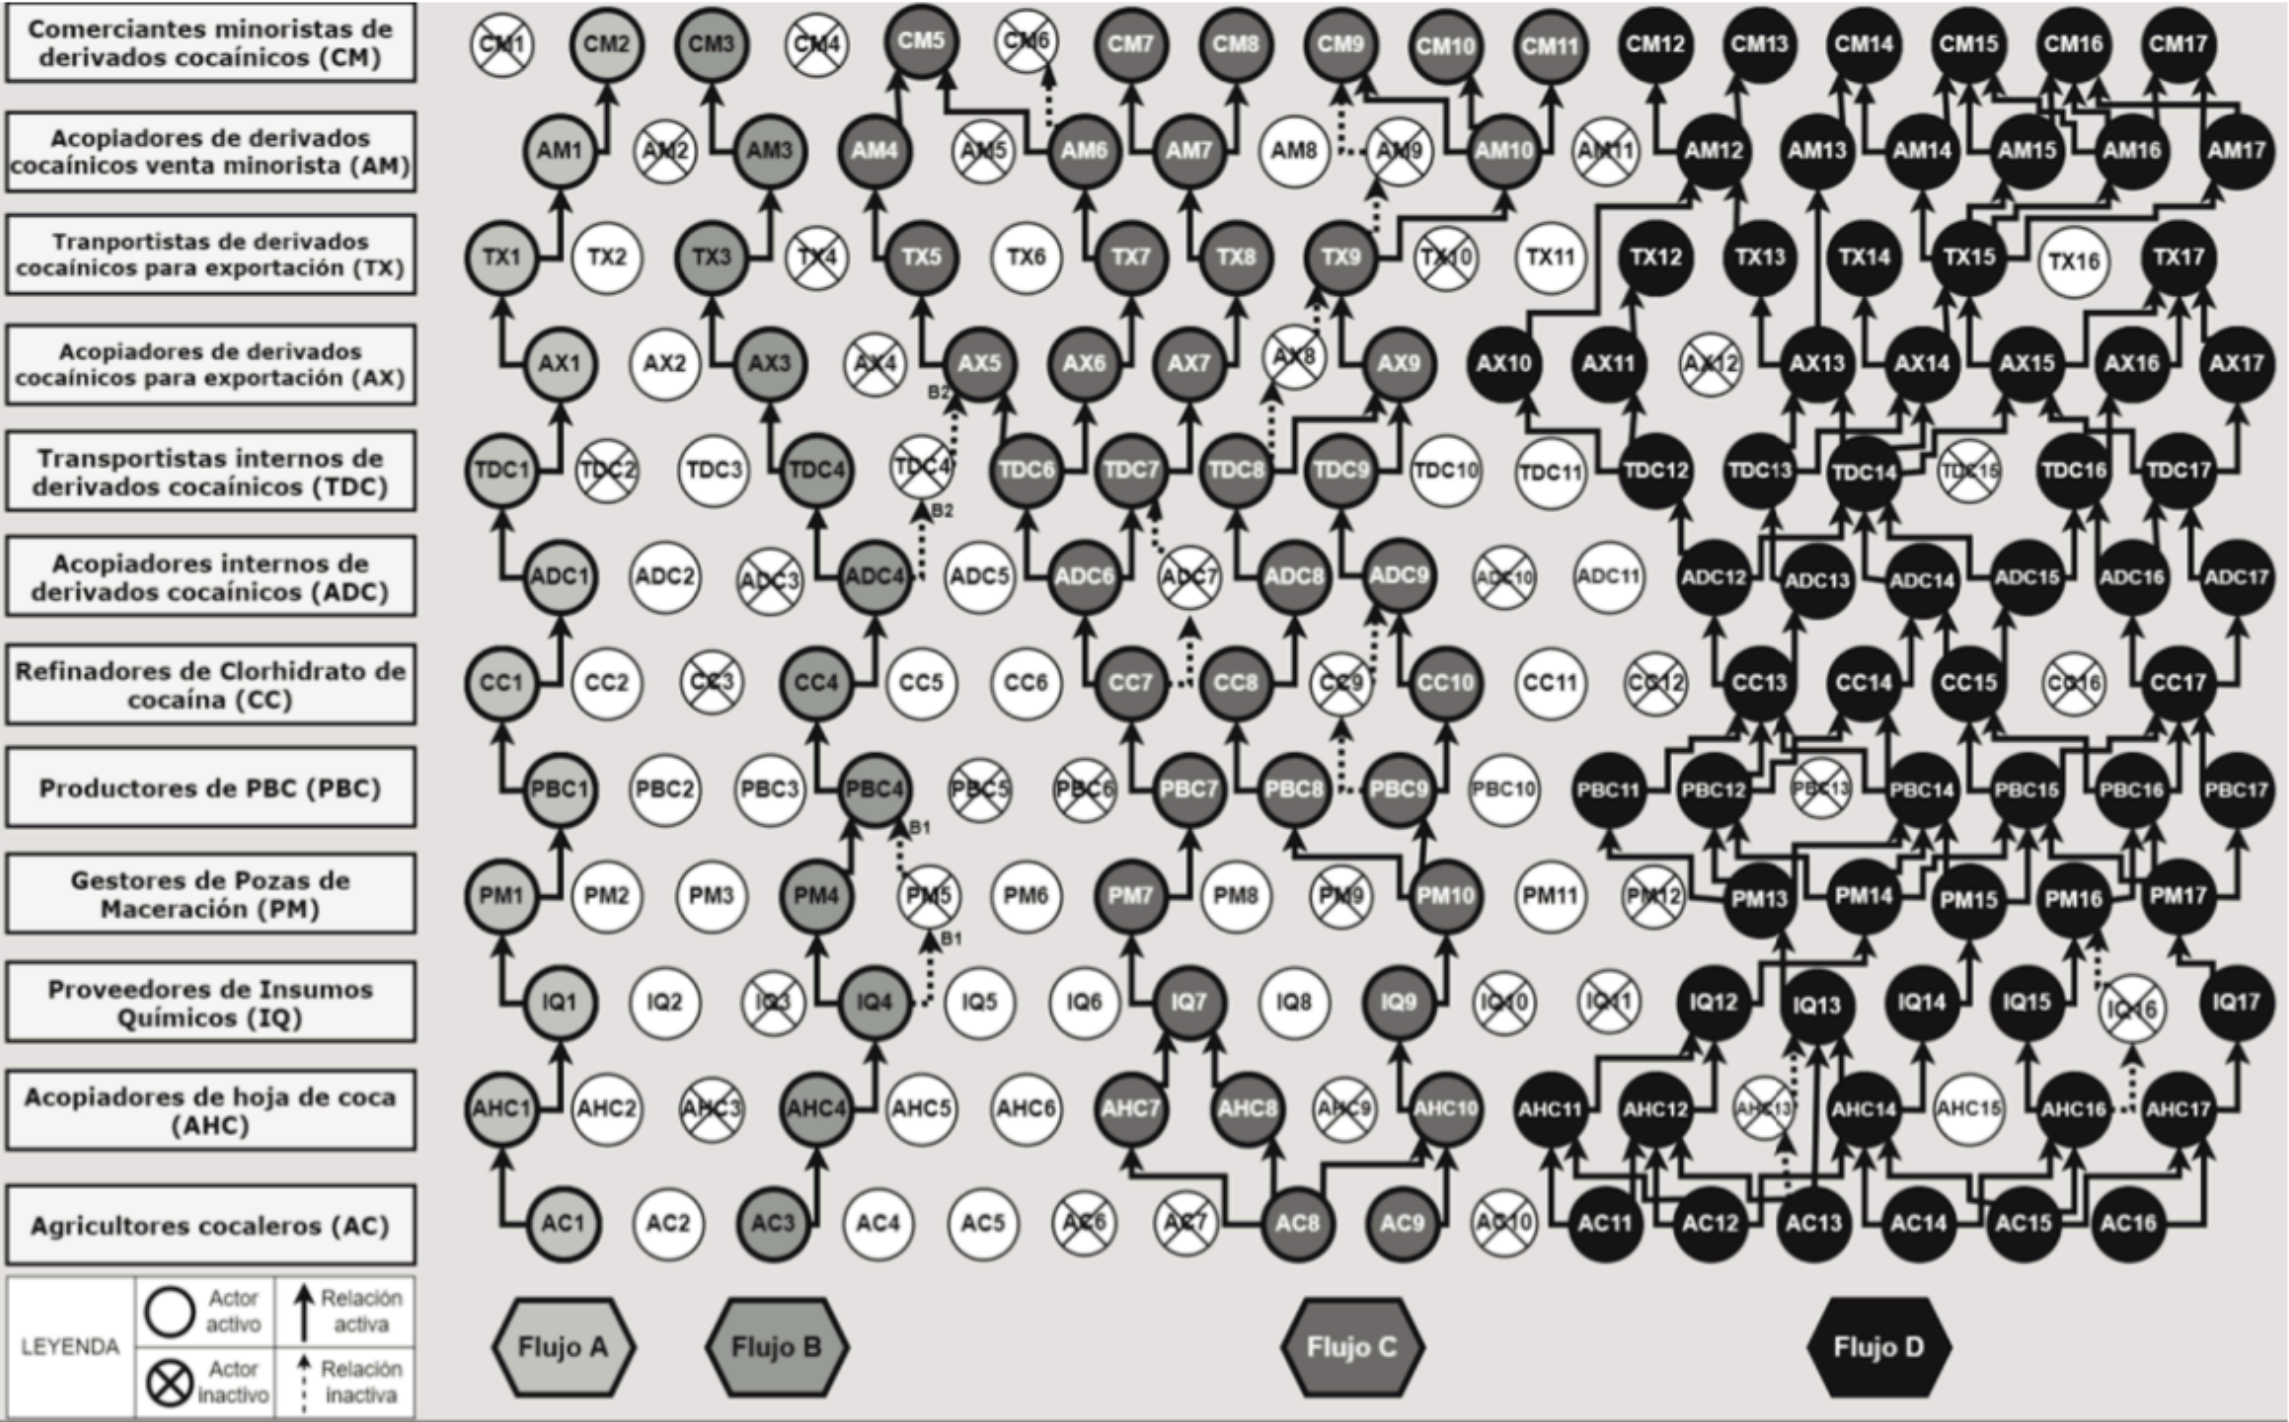 Comerciantes minoristas de
derivados cocaínicos (CM)
CM1 CM2 CM3 CM4 CM5 CM6 CM7 CM8 CM9 CM10 CM11 CM12 CM13 CM14 CM15 CM16 CM17
Acopiadores de derivados
cocaínicos venta minorista (AM)
AM1 AM2 AM3 AM4 AM5 AM6 AM7 AM8 AM9 AM10 AM11 AM12 AM13 AM14 AM15 AM16 AM17
Tranportistas de derivados
cocaínicos para exportación (TX)
TX1 TX2 TX3 TX4 TX5 TX6 TX7 TX8 TX9 TX10 TX11 TX12 TX13 TX14 TX15 TX16 TX17
Acopiadores de derivados
cocaínicos para exportación (AX)
AX1 AX2 AX3 AX4 AX5 AX6 AX7 AX8 AX9 AX10 AX11 AX12 AX13 AX14 AX15 AX16 AX17
B2
Transportistas internos de
derivados cocaínicos (TDC)
TDC1 TDC2 TDC3 TDC4 TDC4 TDC6 TDC7 TDC8 TDC9 TDC10 TDC11 TDC12 TDC13 TDC14 TDC15 TDC16 TDC17
B2
Acopiadores internos de
derivados cocaínicos (ADC)
ADC1 ADC2 ADC3 ADC4 ADC5 ADC6 ADC7 ADC8 ADC9 ADC10 ADC11 ADC12 ADC13 ADC14 ADC15 ADC16 ADC17
Refinadores de Clorhidrato de
cocaína (CC)
CC1 CC2 CC3 CC4 CC5 CC6 CC7 CC8 CC9 CC10 CC11 CC12 CC13 CC14 CC15 CC16 CC17
Productores de PBC (PBC)
PBC1 PBC2 PBC3 PBC4 PBC5 PBC6 PBC7 PBC8 PBC9 PBC10 PBC11 PBC12 PBC13 PBC14 PBC15 PBC16 PBC17
B1
Gestores de Pozas de
Maceración (PM)
PM1 PM2 PM3 PM4 PM5 PM6 PM7 PM8 PM9 PM10 PM11 PM12 PM13 PM14 PM15 PM16 PM17
B1
Proveedores de Insumos
Químicos (IQ)
IQ1 IQ2 IQ3 IQ4 IQ5 IQ6 IQ7 IQ8 IQ9 IQ10 IQ11 IQ12 IQ13 IQ14 IQ15 IQ16 IQ17
Acopiadores de hoja de coca
(AHC)
AHC1 AHC2 AHC3 AHC4 AHC5 AHC6 AHC7 AHC8 AHC9 AHC10 AHC11 AHC12 AHC13 AHC14 AHC15 AHC16 AHC17
Agricultores cocaleros (AC)
AC1 AC2 AC3 AC4 AC5 AC6 AC7 AC8 AC9 AC10 AC11 AC12 AC13 AC14 AC15 AC16
LEYENDA
Actor
activo
Relación
activa
Actor
inactivo
Relación
inactiva
Flujo A
Flujo B
Flujo C
Flujo D